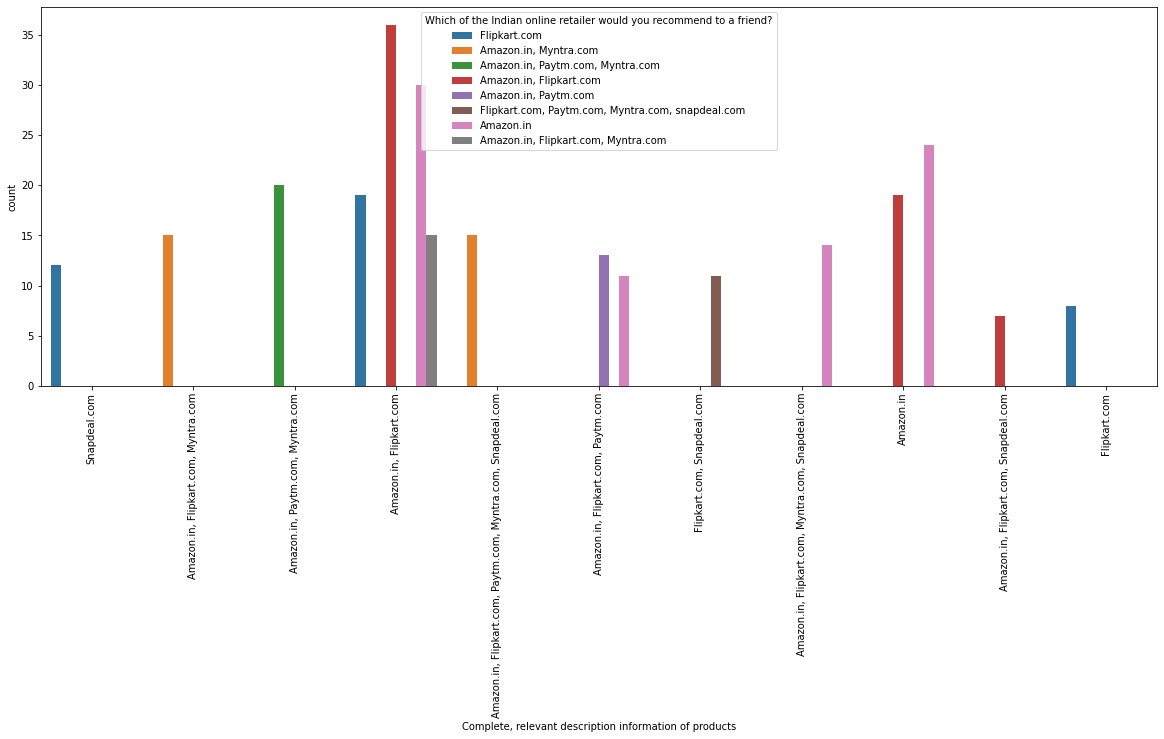 Which of the Indian online retailer would you recommend to a friend?
Flipkart.com
Amazon.in, Myntra.com
Amazon.in, Paytm.com, Myntra.com
Amazon.in, Flipkart.com
Amazon.in, Paytm.com
Flipkart.com, Paytm.com, Myntra.com, snapdeal.com
Amazon.in
Amazon.in, Flipkart.com, Myntra.com
count
35
30
25
20
15
10
5
0
Snapdeal.com
Amazon.in, Flipkart.com, Myntra.com
Amazon.in, Paytm.com, Myntra.com
Amazon.in, Flipkart.com
Amazon.in, Flipkart.com, Paytm.com, Myntra.com, Snapdeal.com
Amazon.in, Flipkart.com, Paytm.com
Flipkart.com, Snapdeal.com
Amazon.in, Flipkart.com, Myntra.com, Snapdeal.com
Amazon.in
Amazon.in, Flipkart.com, Snapdeal.com
Flipkart.com
Complete, relevant description information of products